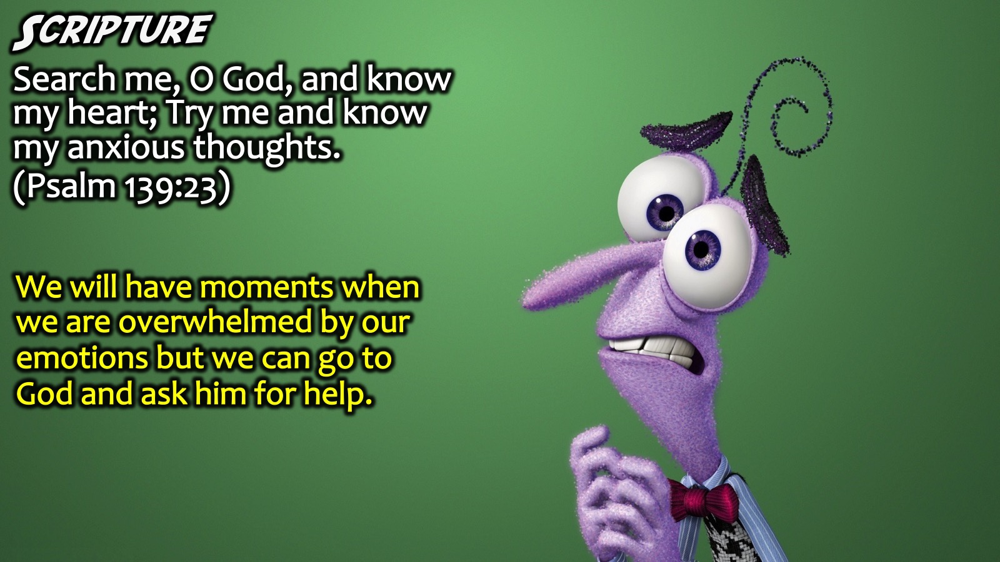 SCRIPTURE
Search me, O God, and know
my heart; Try me and know
my anxious thoughts.
(Psalm 139:23)
We will have moments when
we are overwhelmed by our
emotions but we can go to
God and ask him for help.